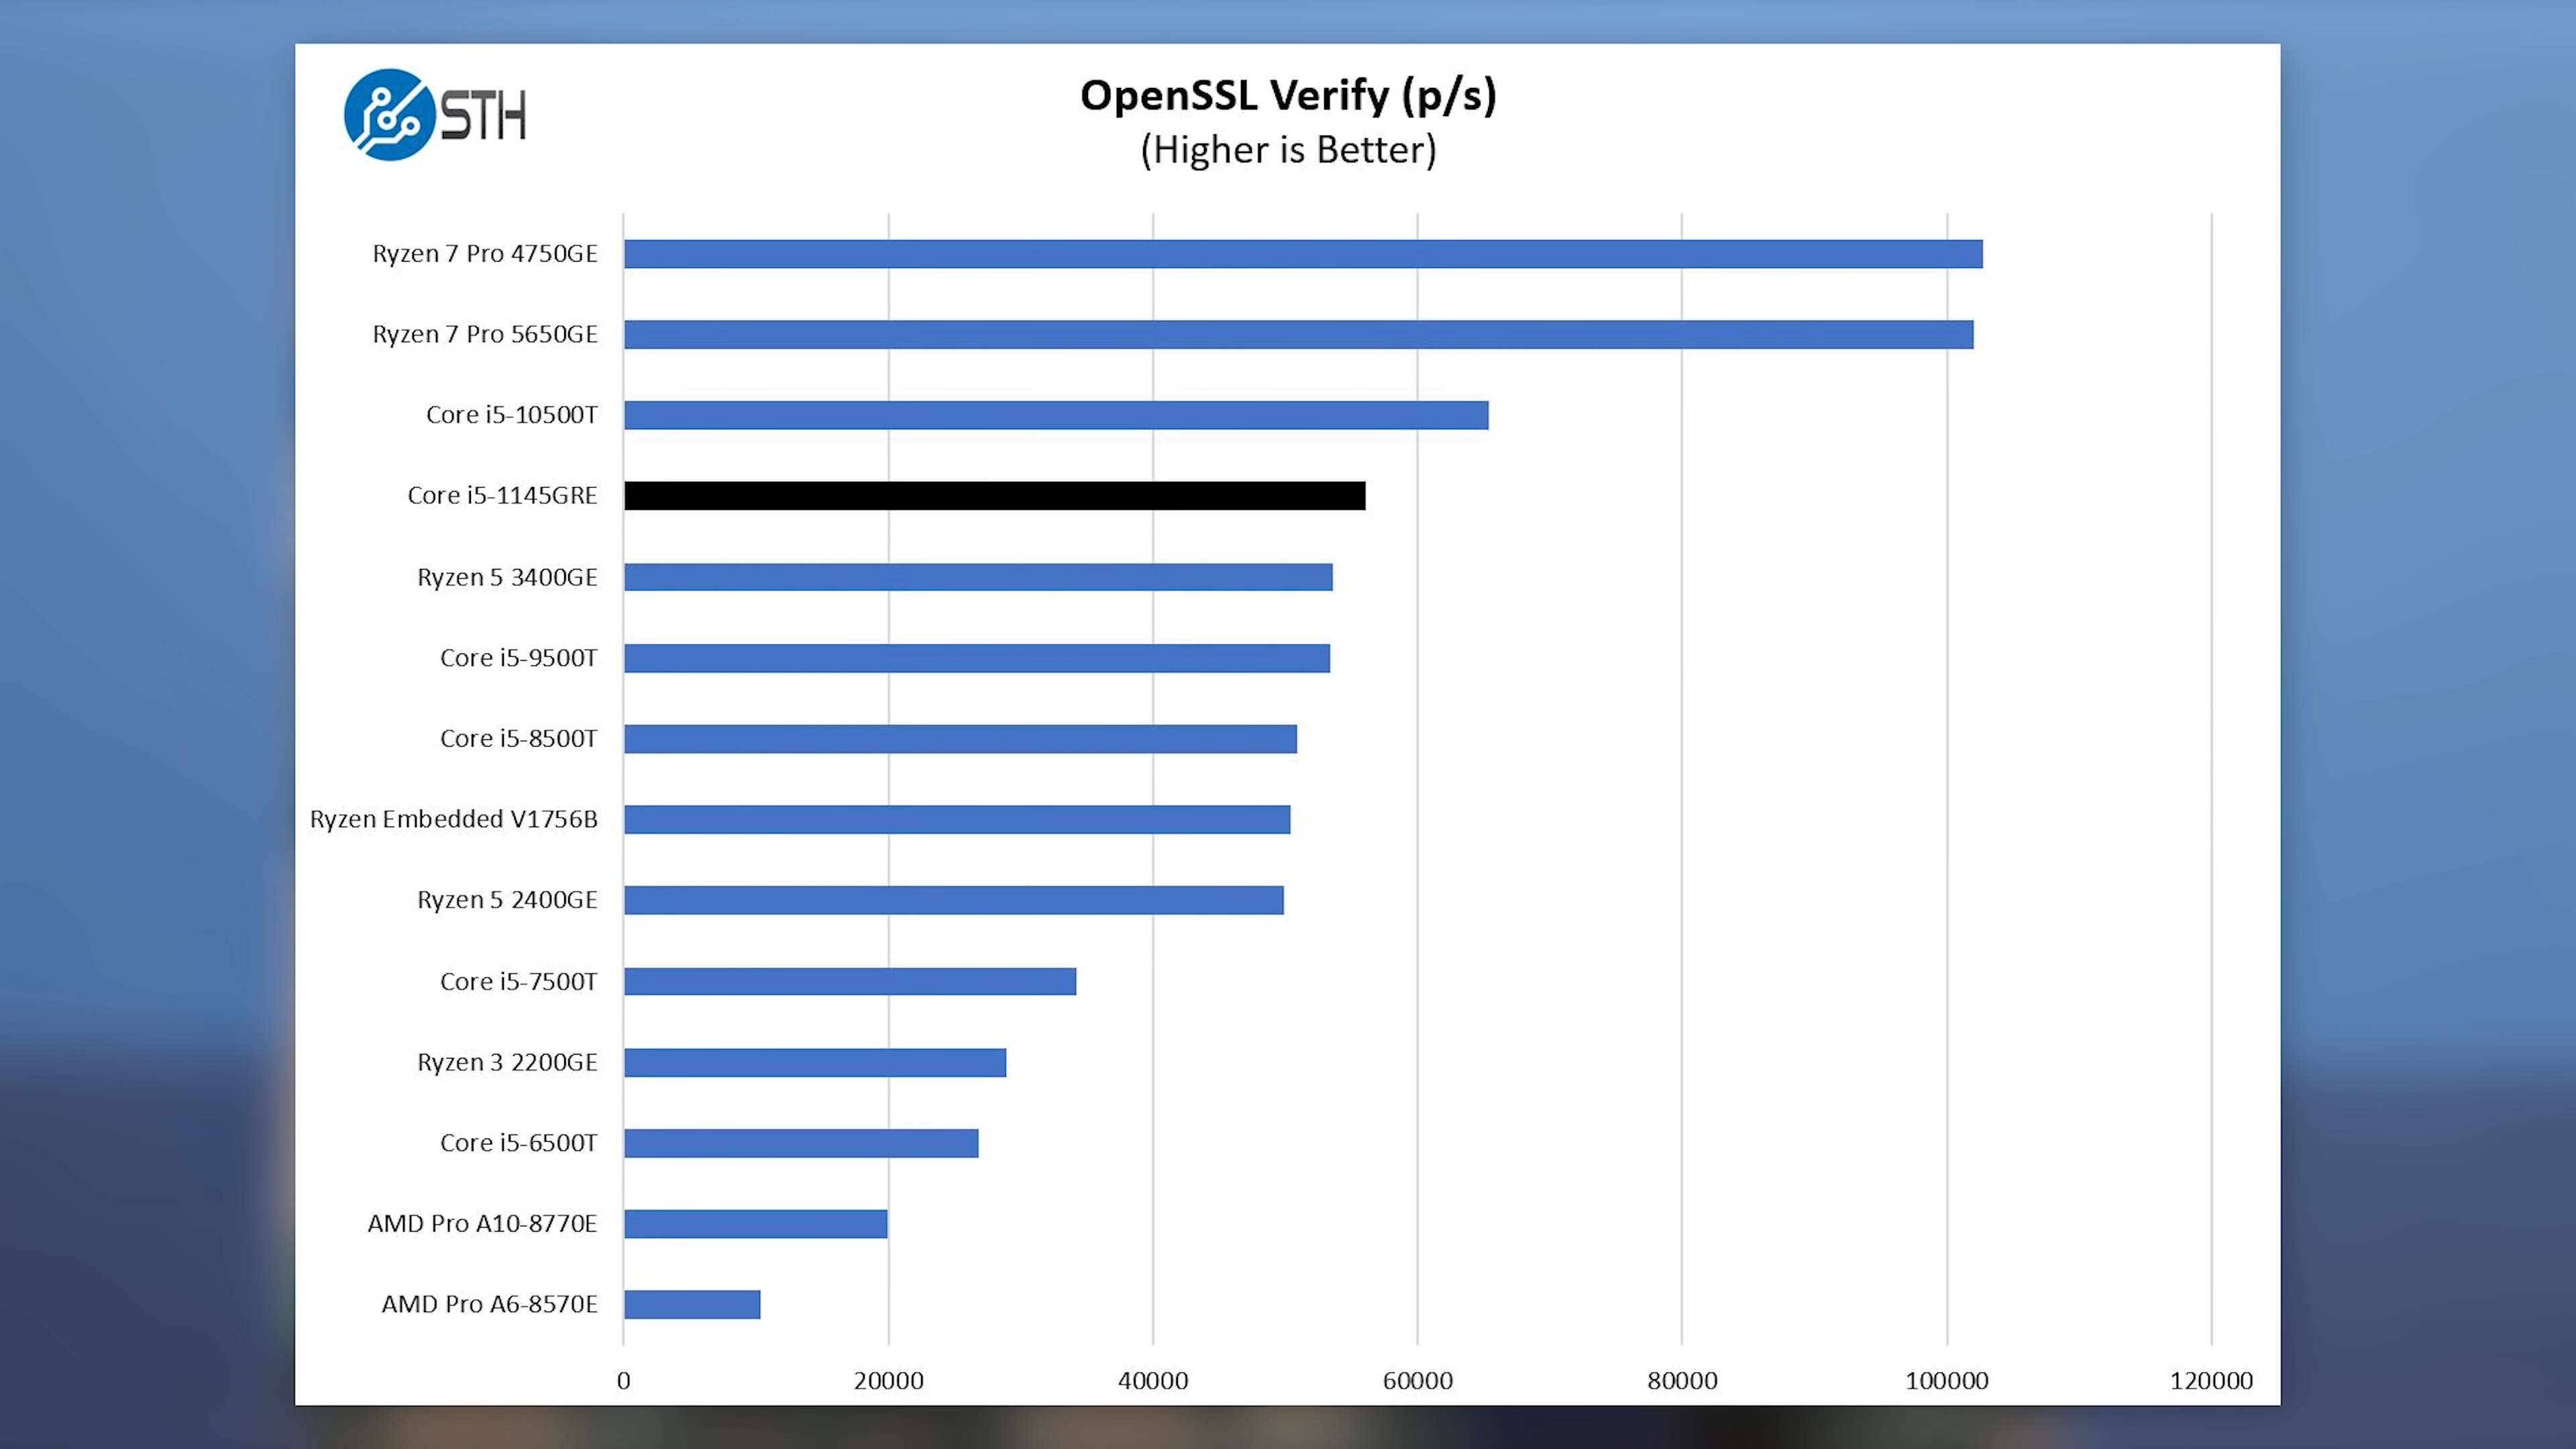 STH
OpenSSL Verify (p/s)
(Higher is Better)
Ryzen 7 Pro 4750GE
Ryzen 7 Pro 5650GE
Core i5-10500T
Core i5-1145GRE
Ryzen 5 3400GE
Core i5-9500T
Core i5-8500T
Ryzen Embedded V1756B
Ryzen 5 2400GE
Core i5-7500T
Ryzen 3 2200GE
Core i5-6500T
AMD Pro A10-8770E
AMD Pro A6-8570E
0 20000 40000 60000 80000 100000 120000